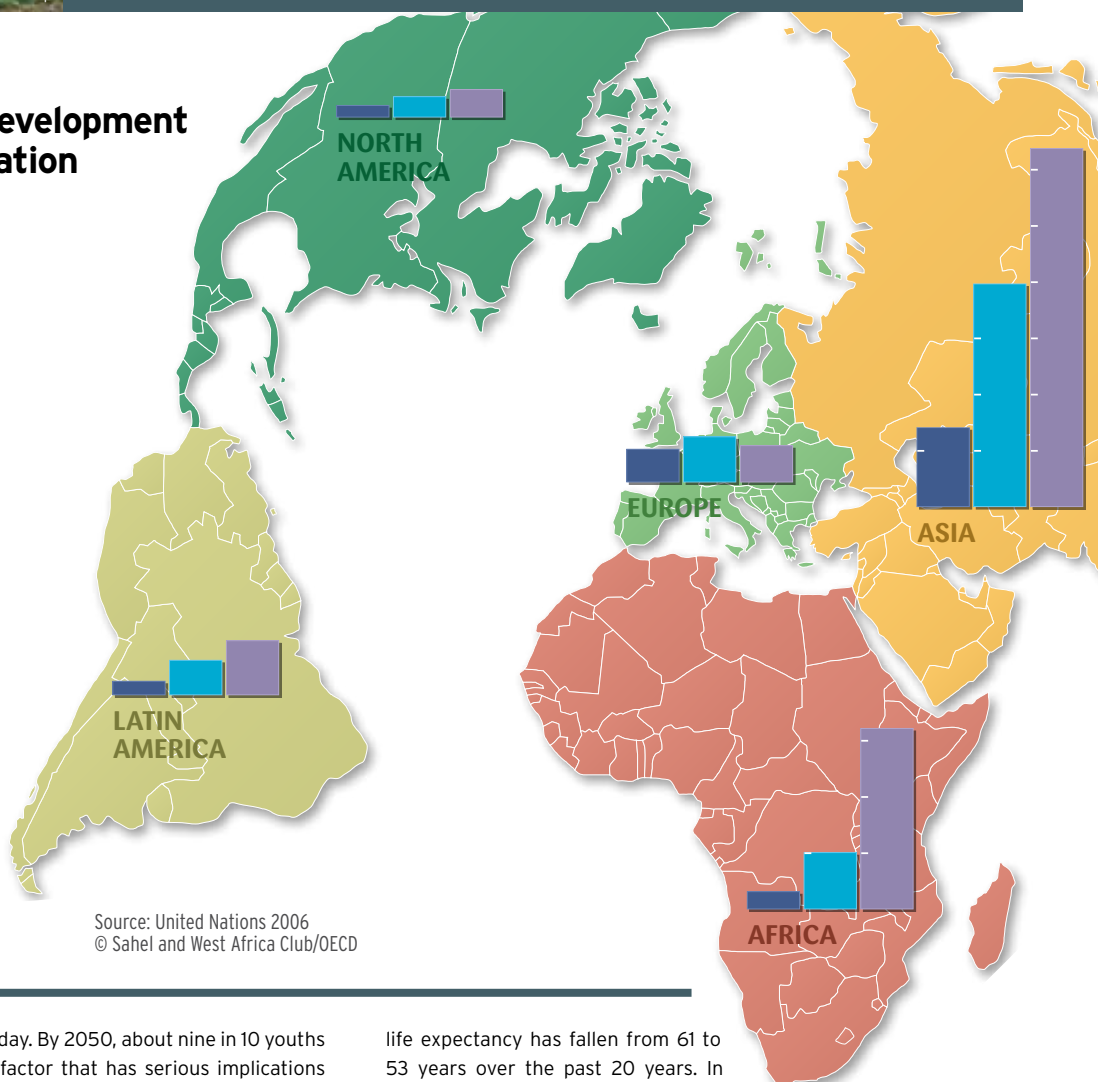 NORTH
AMERICA
EUROPE
ASIA
LATIN
AMERICA
AFRICA
Source: United Nations 2006
© Sahel and West Africa Club/OECD
day. By 2050, about nine in 10 youths
factor that has serious implications
life expectancy has fallen from 61 to
53 years over the past 20 years. In